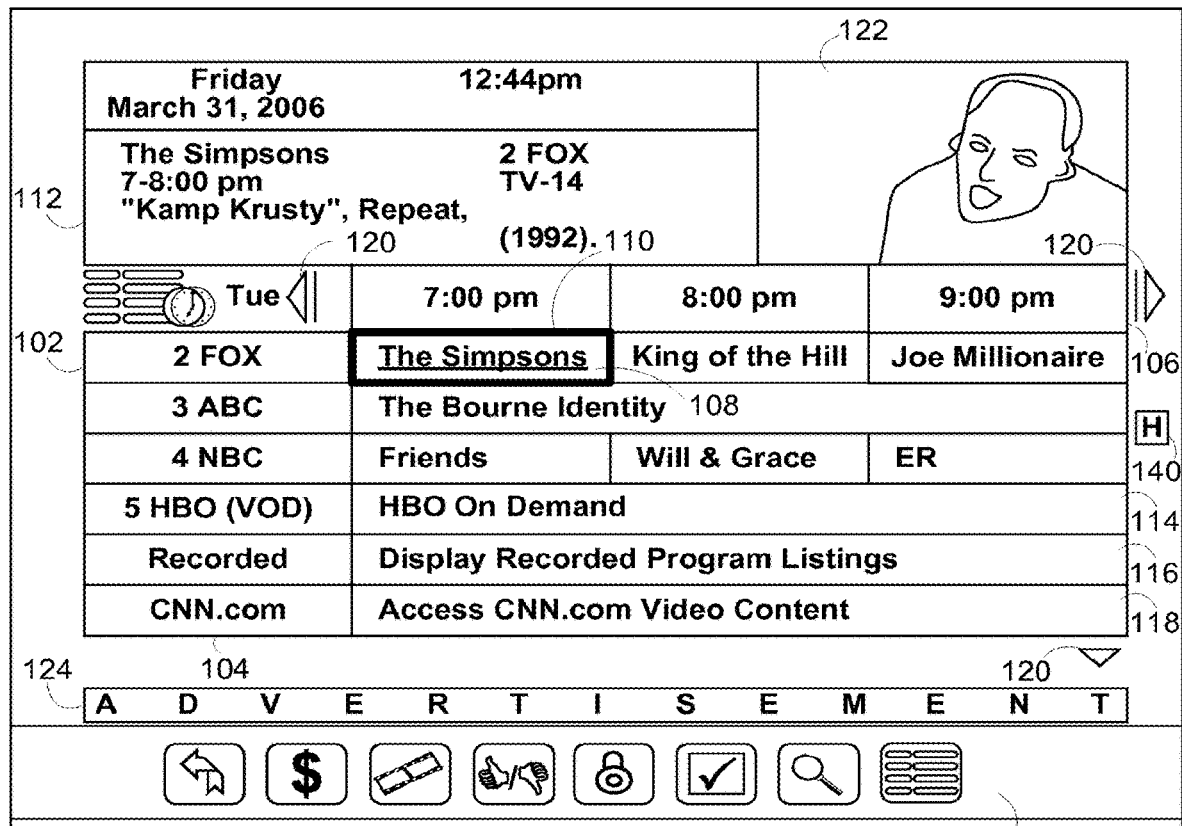 122
Friday 12:44pm
March 31, 2006
The Simpsons 2 FOX
7-8:00 pm TV-14
112
"Kamp Krusty", Repeat,
(1992). 110
120 120
Tue 7:00 pm 8:00 pm 9:00 pm
102 2 FOX The Simpsons King of the Hill Joe Millionaire 106
3 ABC The Bourne Identity 108
H
4 NBC Friends Will & Grace ER 140
5 HBO (VOD) HBO On Demand 114
Recorded Display Recorded Program Listings 116
CNN.com Access CNN.com Video Content 118
124 104 120
A D V E R T I S E M E N T
$ /